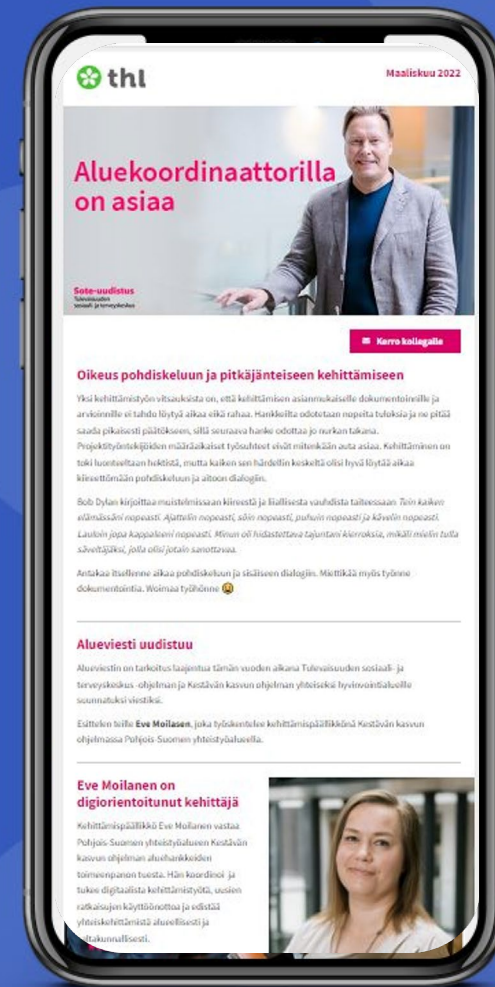 thl
Maaliskuu 2022
Aluekoordinaattorilla
on asiaa
Sote-uudistus
Tulevaisuuden
sosiaali- ja terveyskeskus
Kerro kollegalle
Oikeus pohdiskeluun ja pitkäjänteiseen kehittämiseen
Yksi kehittämistyön vitsauksista on, että kehittämisen asianmukaiselle dokumentoinnille ja
arvioinnille ei tahdo löytyä aikaa eikä rahaa. Hankkeilta odotetaan nopeita tuloksia ja ne pitää
saada pikaisesti päätökseen, sillä seuraava hanke odottaa jo nurkan takana.
Projektityöntekijöiden määräaikaiset työsuhteet eivät mitenkään auta asiaa. Kehittäminen on
toki luonteeltaan hektistä, mutta kaiken sen härdellin keskeltä olisi hyvä löytää aikaa
kiireettömään pohdiskeluun ja aitoon dialogiin.
Bob Dylan kirjoittaa muistelmissaan kiireestä ja liiallisesta vauhdista taiteessaan Tein kaiken
elämässäni nopeasti. Ajattelin nopeasti, söin nopeasti, puhuin nopeasti ja kävelin nopeasti.
Lauloin jopa kappaleeni nopeasti. Minun oli hidastettava tajuntani kierroksia, mikäli mielin tulla
säveltäjäksi, jolla olisi jotain sanottavaa.
Antakaa itsellenne aikaa pohdiskeluun ja sisäiseen dialogiin. Miettikää myös työnne
dokumentointia. Woimaa työhönne
Alueviesti uudistuu
Alueviestin on tarkoitus laajentua tämän vuoden aikana Tulevaisuuden sosiaali- ja
terveyskeskus -ohjelman ja Kestävän kasvun ohjelman yhteiseksi hyvinvointialueille
suunnatuksi viestiksi.
Esittelen teille Eve Moilasen, joka työskentelee kehittämispäällikkönä Kestävän kasvun
ohjelmassa Pohjois-Suomen yhteistyöalueella.
Eve Moilanen on
digiorientoitunut kehittäjä
Kehittämispäällikkö Eve Moilanen vastaa
Pohjois-Suomen yhteistyöalueen Kestävän
kasvun ohjelman aluehankkeiden
toimeenpanon tuesta. Hän koordinoi ja
tukee digitaalista kehittämistyötä, uusien
ratkaisujen käyttöönottoa ja edistää
yhteiskehittämistä alueellisesti ja
valtakunnallisesti.